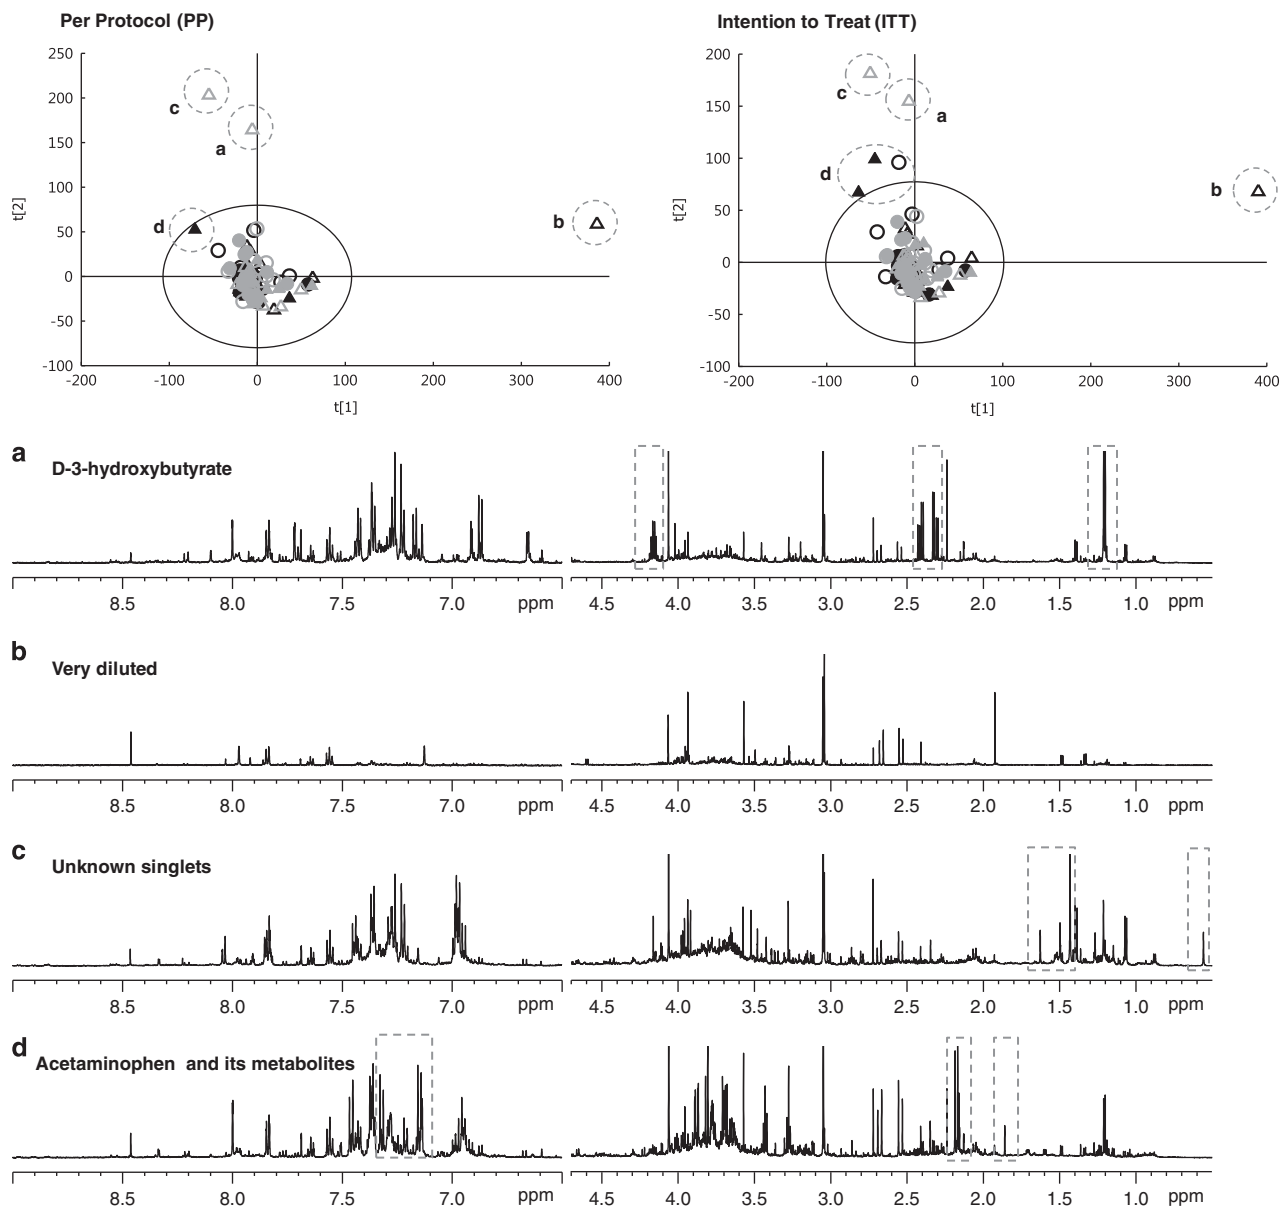 Per Protocol (PP)
Intention to Treat (ITT)
250
200
150
100
50
0
-50
-100
t[2]
-200
-100
0
100
200
300
400
t[1]
c
a
d
b
200
150
100
50
0
-50
-100
t[2]
-200
-100
0
100
200
300
400
t[1]
c
a
d
b
a
D-3-hydroxybutyrate
8.5 8.0 7.5 7.0 ppm 4.5 4.0 3.5 3.0 2.5 2.0 1.5 1.0 ppm
b
Very diluted
8.5 8.0 7.5 7.0 ppm 4.5 4.0 3.5 3.0 2.5 2.0 1.5 1.0 ppm
c
Unknown singlets
8.5 8.0 7.5 7.0 ppm 4.5 4.0 3.5 3.0 2.5 2.0 1.5 1.0 ppm
d
Acetaminophen and its metabolites
8.5 8.0 7.5 7.0 ppm 4.5 4.0 3.5 3.0 2.5 2.0 1.5 1.0 ppm